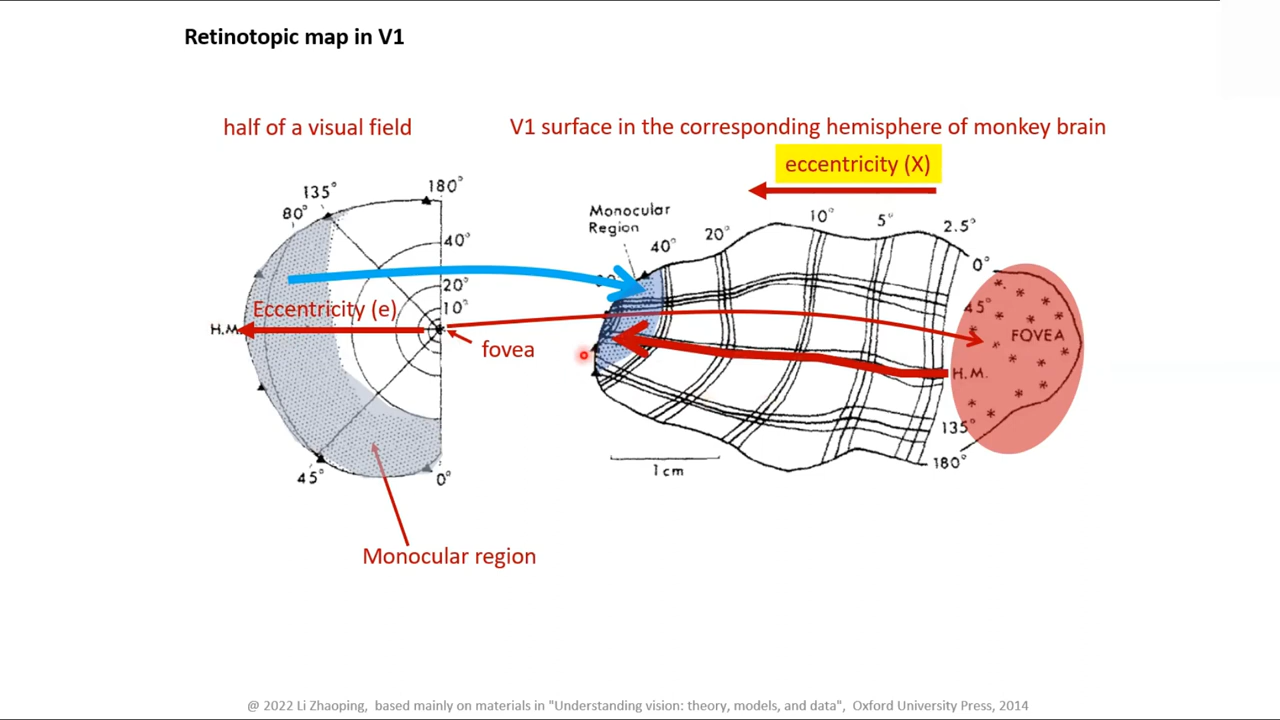 Retinotopic map in V1
half of a visual field
V1 surface in the corresponding hemisphere of monkey brain
eccentricity (X)
180°
135°
80°
40°
20°
10°
Eccentricity (e)
H.M.
fovea
45°
0°
Monocular region
Monocular
Region
40°
20°
10°
5°
2.5°
0°
45°
FOVEA
H.M.
135°
180°
1cm
@ 2022 Li Zhaoping, based mainly on materials in "Understanding vision: theory, models, and data", Oxford University Press, 2014